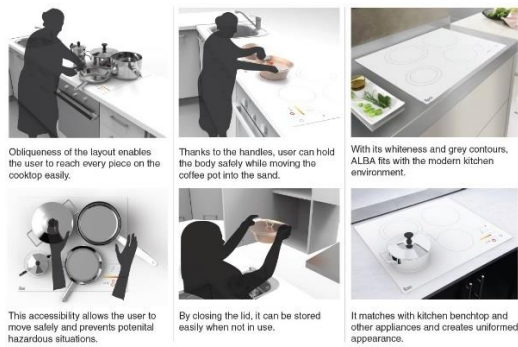 Obliqueness of the layout enables
the user to reach every piece on the
cooktop easily.
Thanks to the handles, user can hold
the body safely while moving the
coffee pot into the sand.
With its whiteness and grey contours,
ALBA fits with the modern kitchen
environment.
This accessibility allows the user to
move safely and prevents potenital
hazardous situations.
By closing the lid, it can be stored
easily when not in use.
It matches with kitchen benchtop and
other appliances and creates uniformed
appearance.